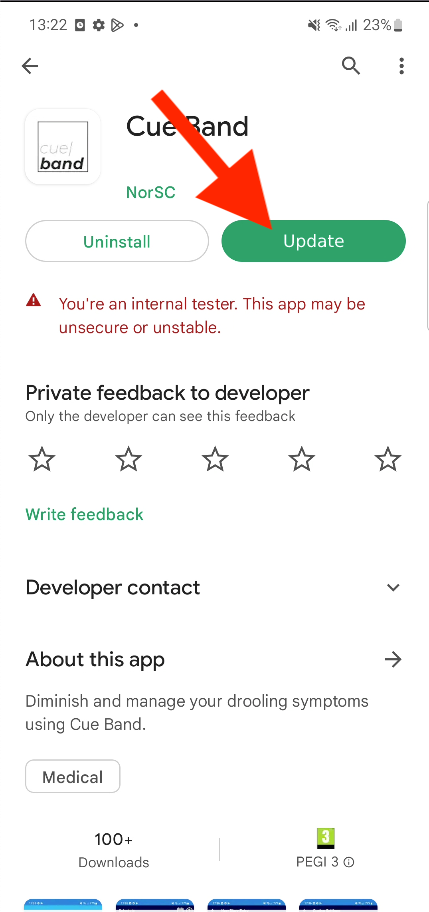 13:22
23%
cue/
band
Cue Band
NorSC
Uninstall
Update
You're an internal tester. This app may be
unsecure or unstable.
Private feedback to developer
Only the developer can see this feedback
Write feedback
Developer contact
About this app
Diminish and manage your drooling symptoms
using Cue Band.
Medical
100+
Downloads
3
PEGI 3